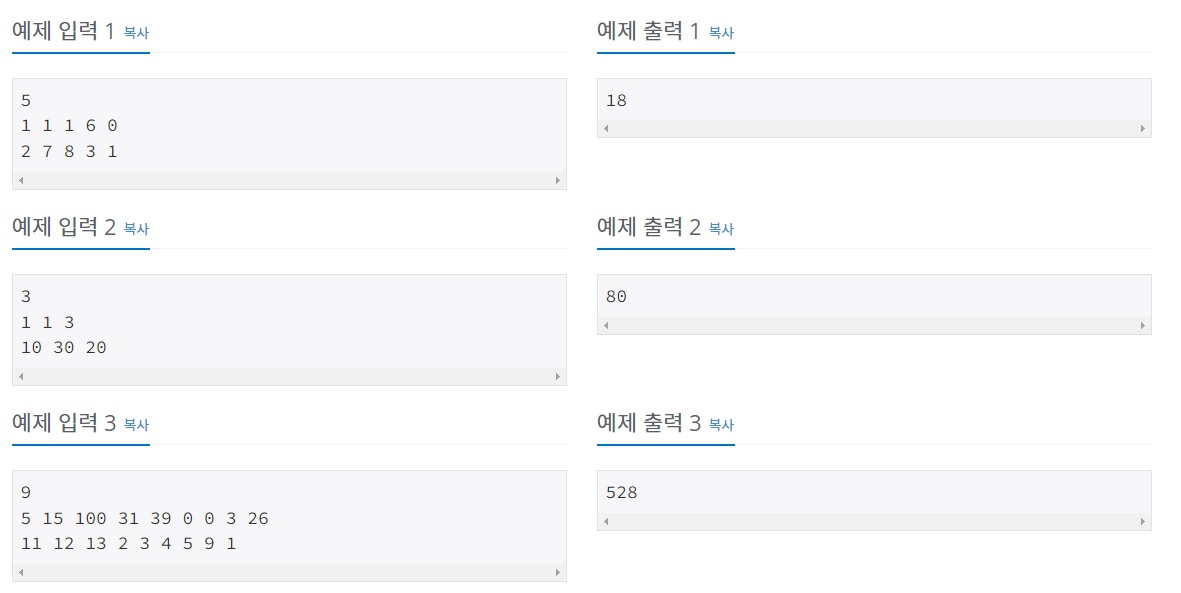 예제 입력 1 복사
5
1 1 1 6 0
2 7 8 3 1
예제 출력 1 복사
18
예제 입력 2 복사
3
1 1 3
10 30 20
예제 출력 2 복사
80
예제 입력 3 복사
9
5 15 100 31 39 0 0 3 26
11 12 13 2 3 4 5 9 1
예제 출력 3 복사
528